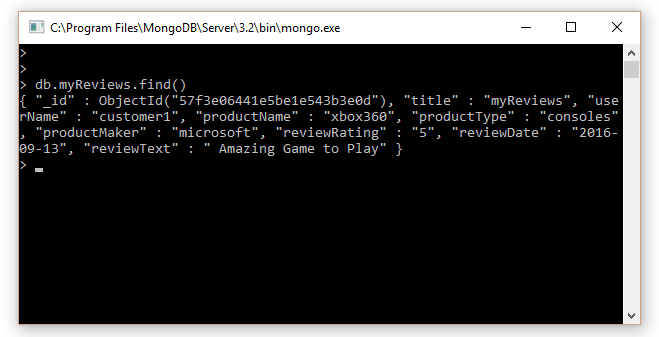 C:\Program Files\MongoDB\Server\3.2\bin\mongo.exe
>
>
> db.myReviews.find()
{ "_id" : ObjectId("57f3e06441e5be1e543b3e0d"), "title" : "myReviews", "use
rName" : "customer1", "productName" : "xbox360", "productType" : "consoles"
, "productMaker" : "microsoft", "reviewRating" : "5", "reviewDate" : "2016-
09-13", "reviewText" : " Amazing Game to Play" }
>